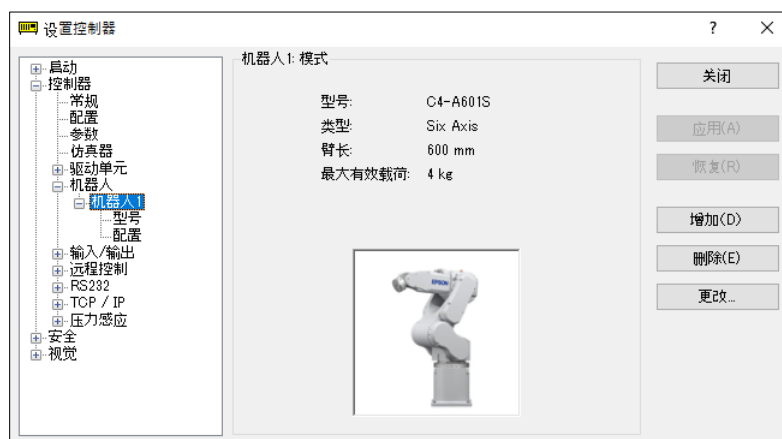 设置控制器
?
启动
控制器
常规
配置
参数
仿真器
驱动单元
机器人
机器人1
型号
配置
输入/输出
远程控制
RS232
TCP / IP
压力感应
安全
视觉
机器人1: 模式
型号: C4-A601S
类型: Six Axis
臂长: 600 mm
最大有效载荷: 4 kg
EPSON
关闭
应用(A)
恢复(R)
增加(D)
删除(E)
更改...